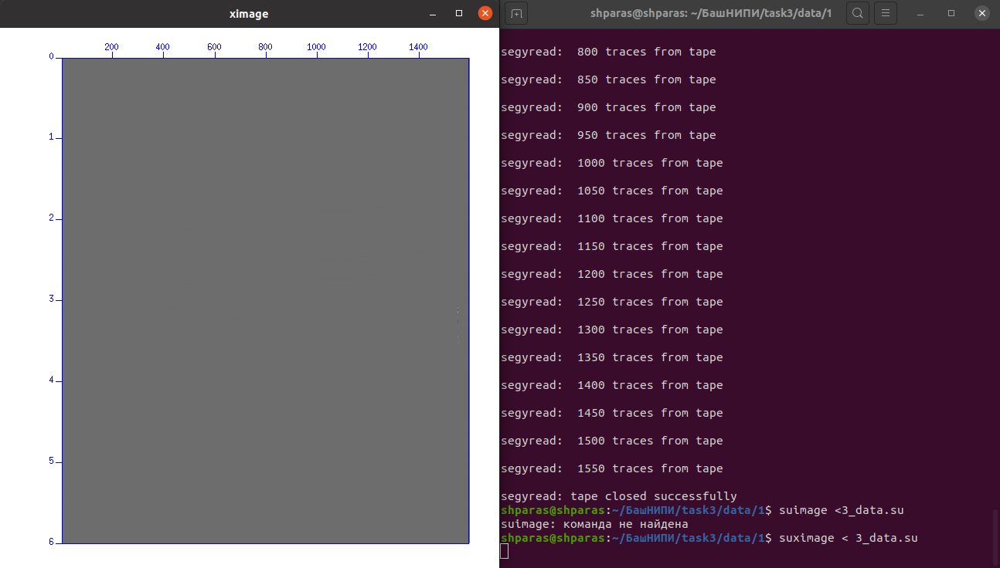 ximage
200 400 600 800 1000 1200 1400
0
1
2
3
4
5
6
shparas@shparas: ~/БашНИПИ/task3/data/1
segyread:  800 traces from tape
segyread:  850 traces from tape
segyread:  900 traces from tape
segyread:  950 traces from tape
segyread:  1000 traces from tape
segyread:  1050 traces from tape
segyread:  1100 traces from tape
segyread:  1150 traces from tape
segyread:  1200 traces from tape
segyread:  1250 traces from tape
segyread:  1300 traces from tape
segyread:  1350 traces from tape
segyread:  1400 traces from tape
segyread:  1450 traces from tape
segyread:  1500 traces from tape
segyread:  1550 traces from tape
segyread: tape closed successfully
shparas@shparas:~/БашНИПИ/task3/data/1$ suimage <3_data.su
suimage: команда не найдена
shparas@shparas:~/БашНИПИ/task3/data/1$ suximage < 3_data.su